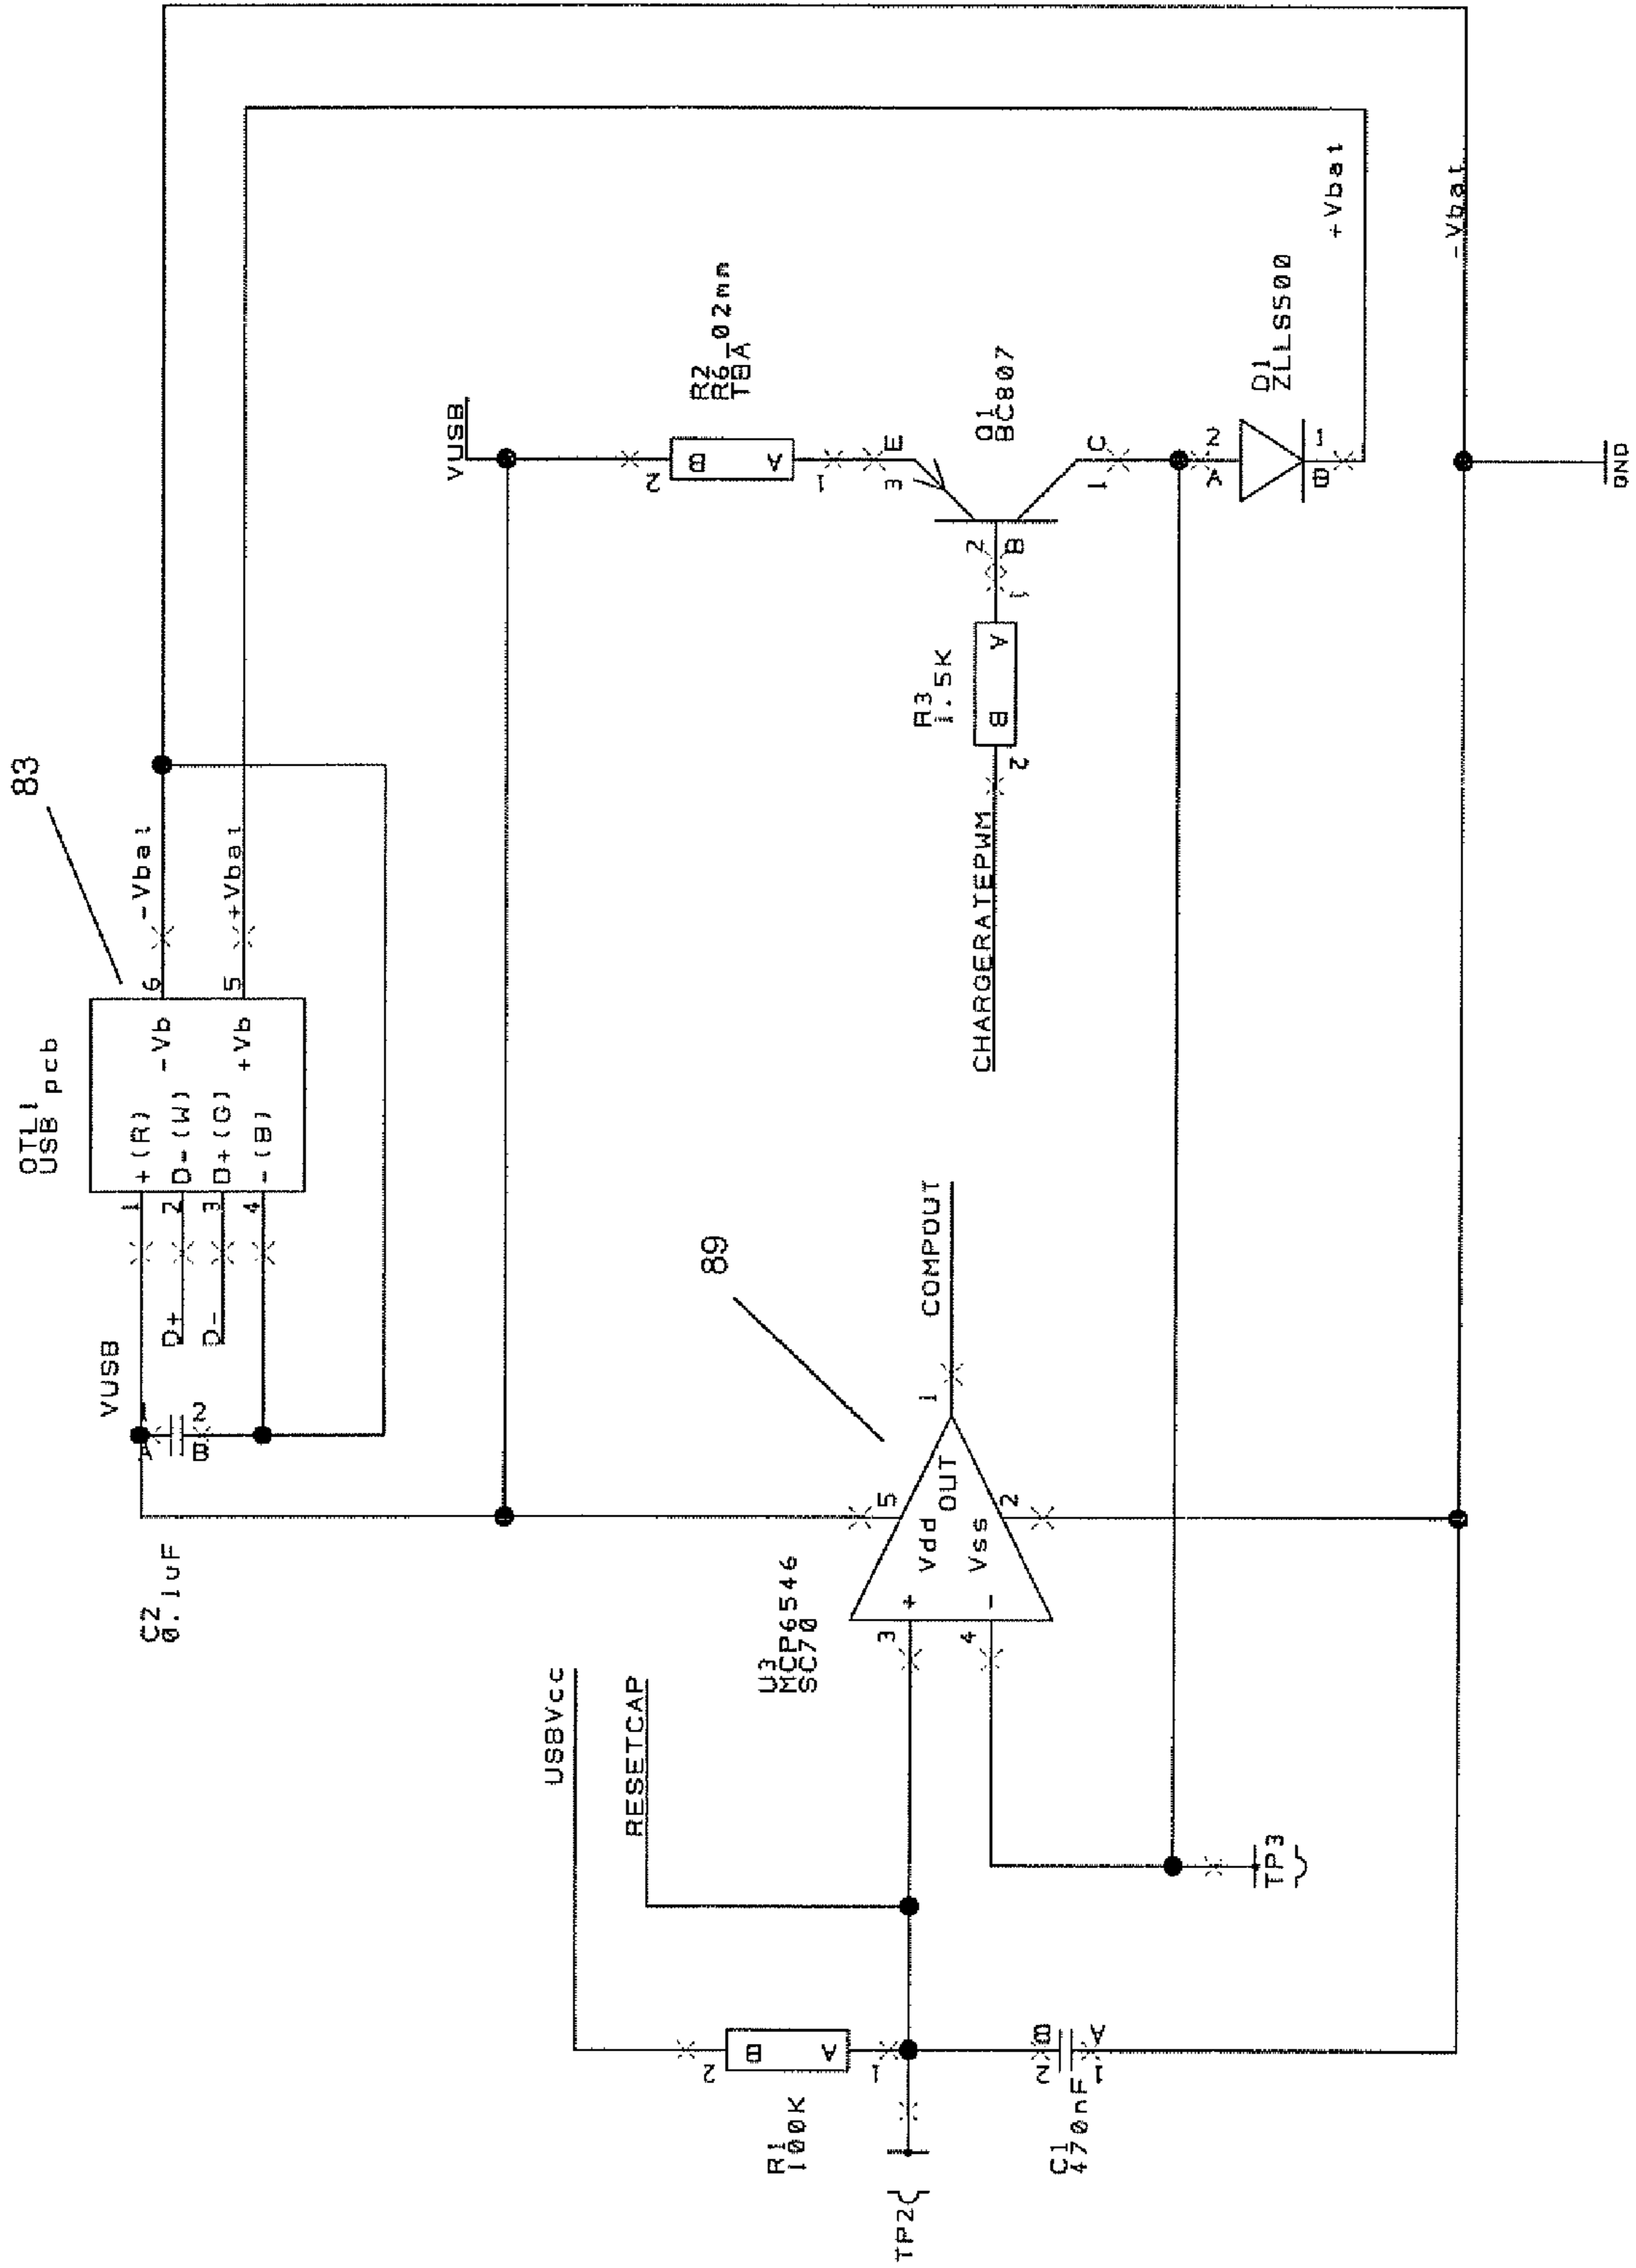 83
OTL1
USB pcb
+(R)
D-(W)
D+(G)
-(B)
-Vb
+Vb
1
2
3
4
6
5
-Vbat
+Vbat
VUSB
D+
D-
A
1
2
B
C2
0.1uF
VUSB
R2
R6_02mm
TBA
2
B
A
1
3
E
Q1
BC807
2
B
1
C
R3
1.5K
1
A
B
2
CHARGERATEPWM
2
A
D1
ZLLS500
1
B
+Vbat
-Vbat
GND
89
COMPOUT
1
OUT
5
2
Vdd
Vss
+
-
3
4
U3
MCP6546
SC70
USBVcc
RESETCAP
TP3
R1
100K
2
B
A
1
TP2
C1
470nF
2
B
A
1